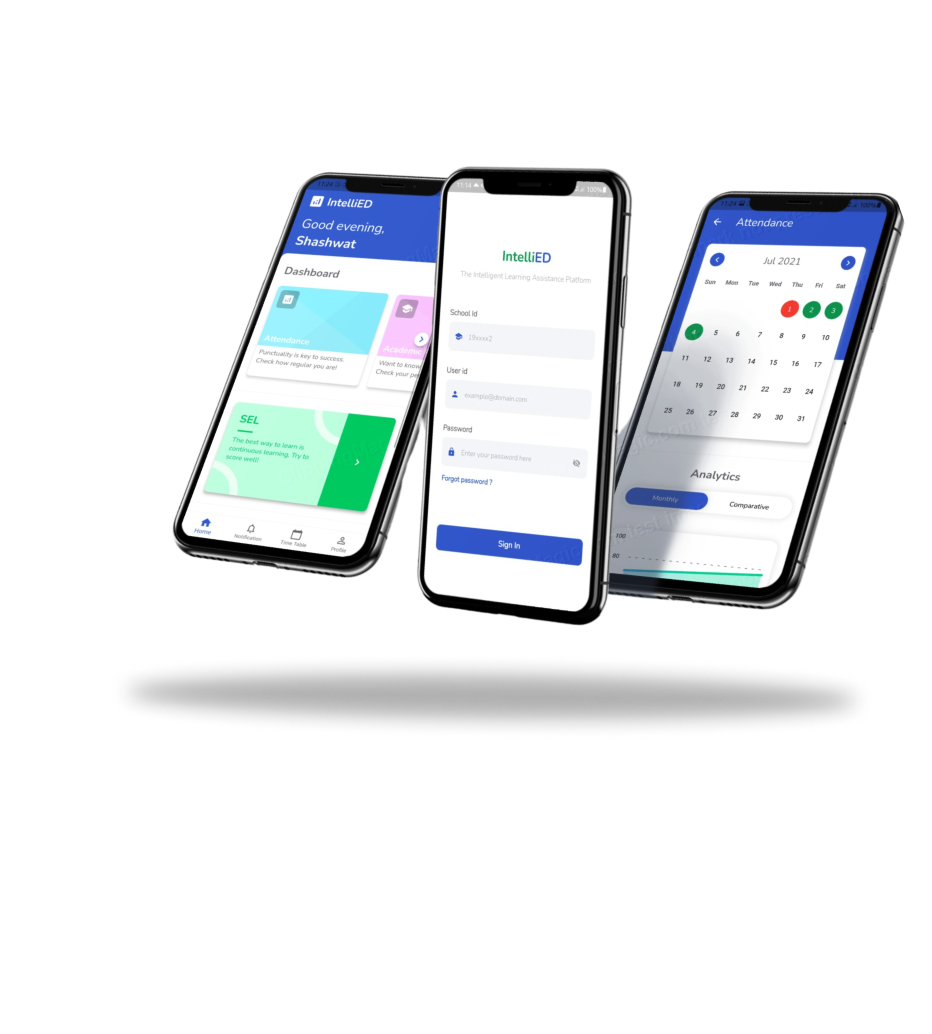 11:24
IntelliED
Good evening,
Shashwat
Dashboard
Attendance
Punctuality is key to success.
Check how regular you are!
Academic
Want to know
Check your pe
SEL
The best way to learn is
continuous learning. Try to
score well!
Home
Notification
Time Table
Profile
11:14
100%
IntelliED
The Intelligent Learning Assistance Platform
School Id
19xxxx2
User id
example@domain.com
Password
Enter your password here
Forgot password ?
Sign In
11:24
100%
Attendance
Jul 2021
Sun Mon Tue Wed Thu Fri Sat
1 2 3
4 5 6 7 8 9 10
11 12 13 14 15 16 17
18 19 20 21 22 23 24
25 26 27 28 29 30 31
Analytics
Monthly
Comparative
100
80